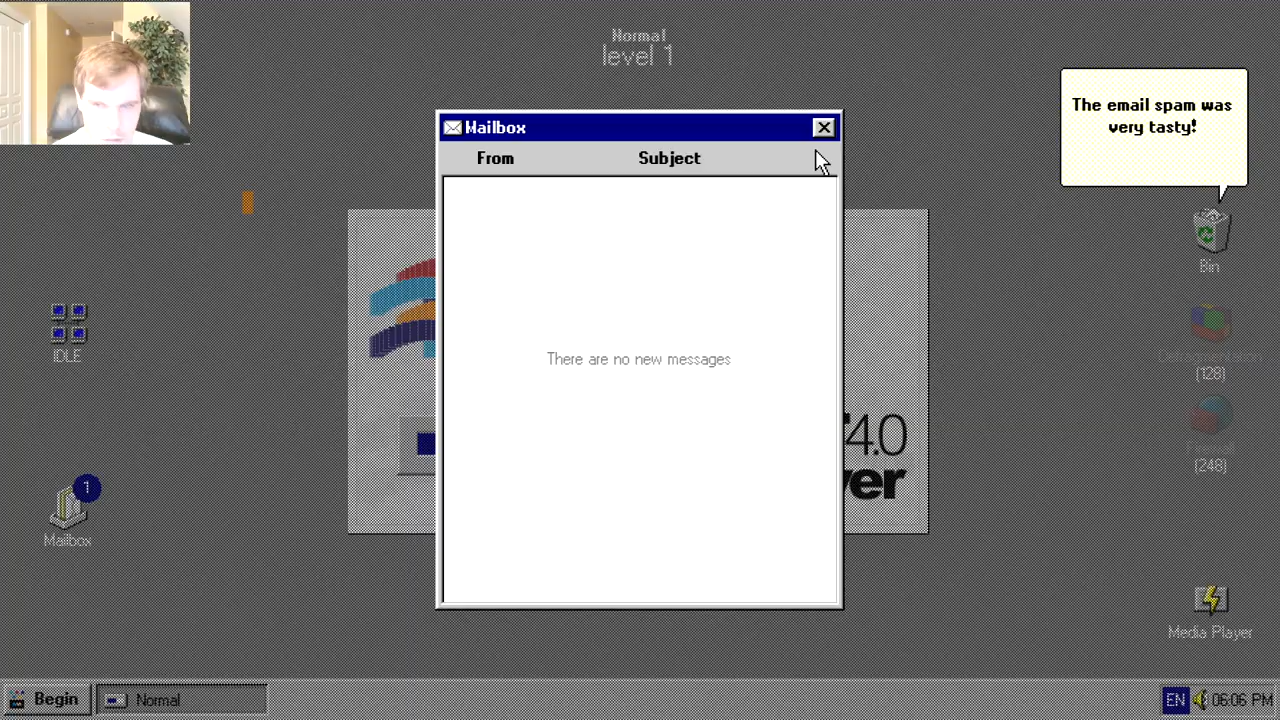 Normal
level 1
The email spam was
very tasty!
Mailbox
From Subject
There are no new messages
Bin
IDLE
(128)
(248)
4.0
ver
1
Mailbox
Media Player
Begin
Normal
EN 06:06 PM